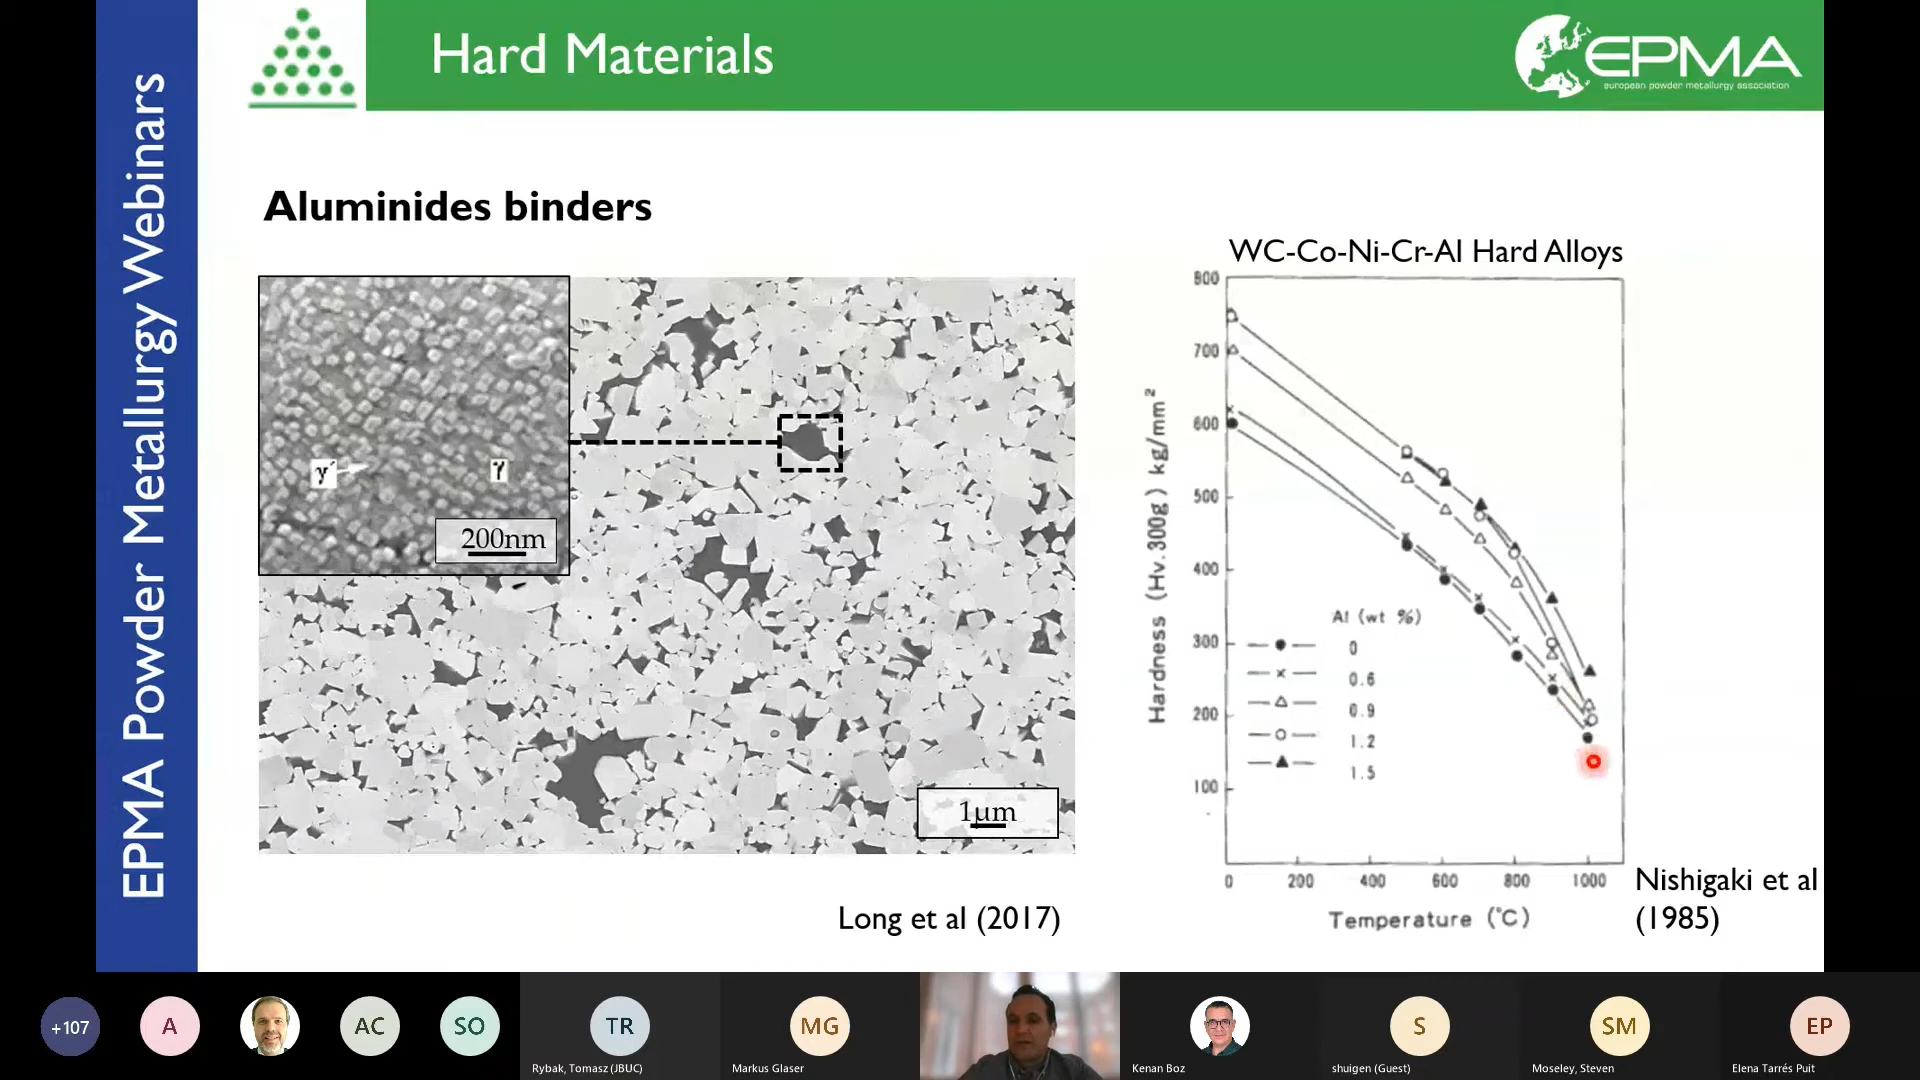 EPMA Powder Metallurgy Webinars
Hard Materials
EPMA
european powder metallurgy association
Aluminides binders
γ'
γ
200nm
1µm
Long et al (2017)
WC-Co-Ni-Cr-Al Hard Alloys
800
700
600
500
400
300
200
100
Hardness (Hv.300g) kg/mm²
Al (wt %)
0
0.6
0.9
1.2
1.5
0 200 400 600 800 1000
Temperature (°C)
Nishigaki et al
(1985)
+107
A
AC
SO
TR
Rybak, Tomasz (JBUC)
MG
Markus Glaser
Kenan Boz
S
shuigen (Guest)
SM
Moseley, Steven
EP
Elena Tarrés Puit